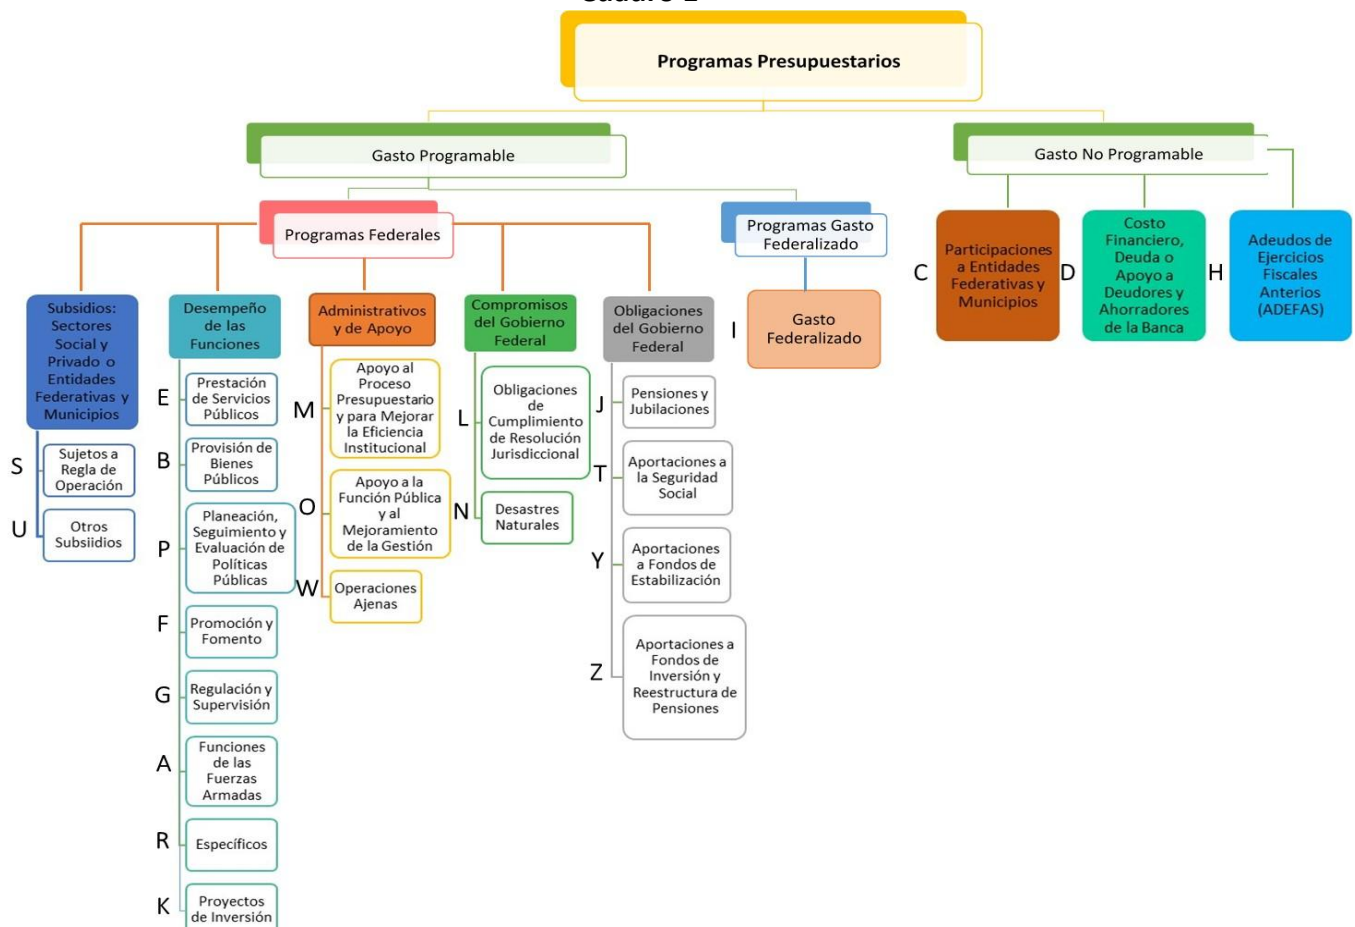 Programas Presupuestarios
Gasto Programable
Gasto No Programable
Programas Federales
Programas Gasto
Federalizado
C
Participaciones
a Entidades
Federativas y
Municipios
D
Costo
Financiero,
Deuda o
Apoyo a
Deudores y
Ahorradores
de la Banca
H
Adeudos de
Ejercicios
Fiscales
Anterios
(ADEFAS)
Subsidios:
Sectores
Social y
Privado o
Entidades
Federativas y
Municipios
S
Sujetos a
Regla de
Operación
U
Otros
Subsiidios
Desempeño
de las
Funciones
E
Prestación
de Servicios
Públicos
B
Provisión de
Bienes
Públicos
P
Planeación,
Seguimiento y
Evaluación de
Políticas
Públicas
F
Promoción y
Fomento
G
Regulación y
Supervisión
A
Funciones
de las
Fuerzas
Armadas
R
Específicos
K
Proyectos
de Inversión
Administrativos
y de Apoyo
M
Apoyo al
Proceso
Presupuestario
y para Mejorar
la Eficiencia
Institucional
O
Apoyo a la
Función Pública
y al
Mejoramiento
de la Gestión
W
Operaciones
Ajenas
Compromisos
del Gobierno
Federal
L
Obligaciones
de
Cumplimiento
de Resolución
Jurisdiccional
N
Desastres
Naturales
Obligaciones
del Gobierno
Federal
J
Pensiones y
Jubilaciones
T
Aportaciones a
la Seguridad
Social
Y
Aportaciones
a Fondos de
Estabilización
Z
Aportaciones a
Fondos de
Inversión y
Reestructura de
Pensiones
I
Gasto
Federalizado